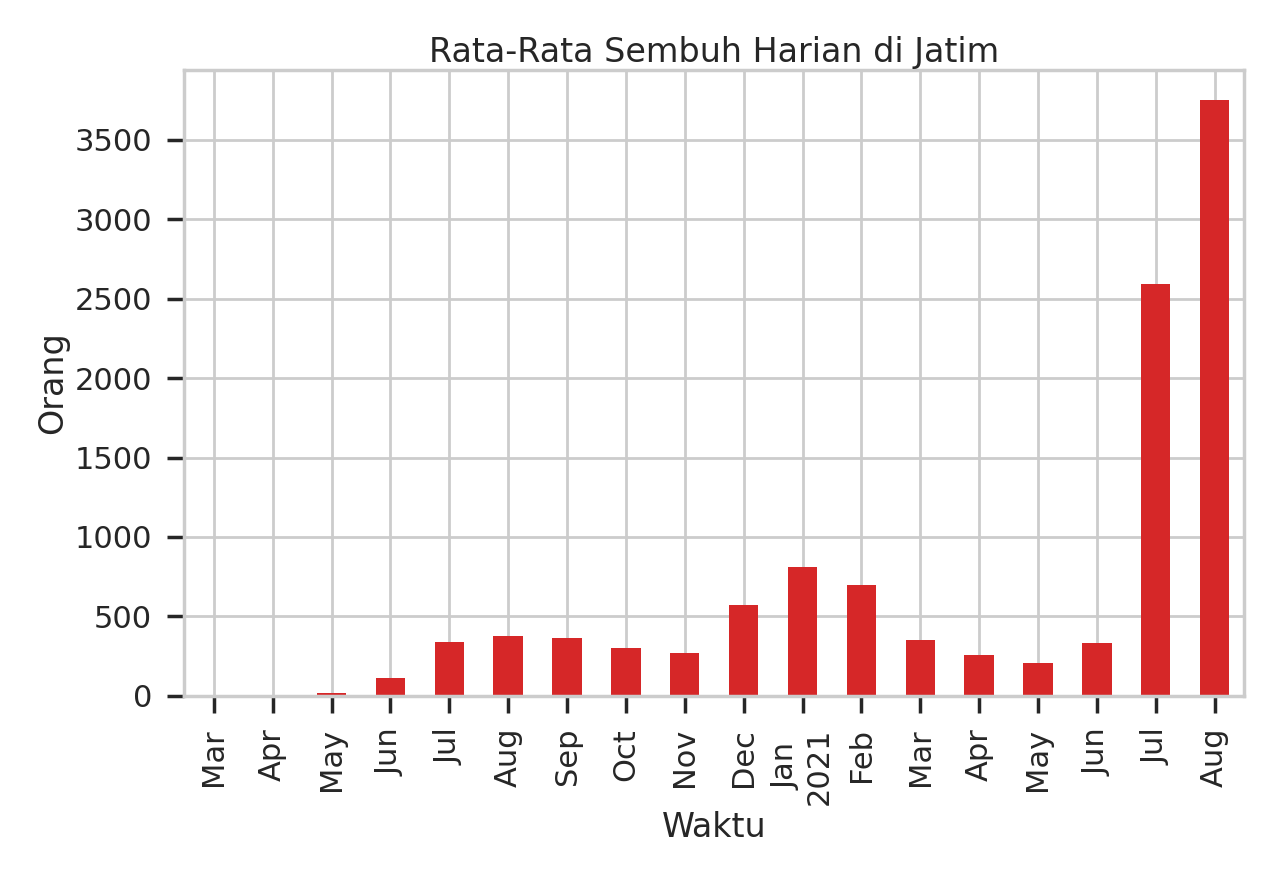 Rata-Rata Sembuh Harian di Jatim
3500
3000
2500
2000
1500
1000
500
0
Orang
Mar
Apr
May
Jun
Jul
Aug
Sep
Oct
Nov
Dec
Jan
2021
Feb
Mar
Apr
May
Jun
Jul
Aug
Waktu